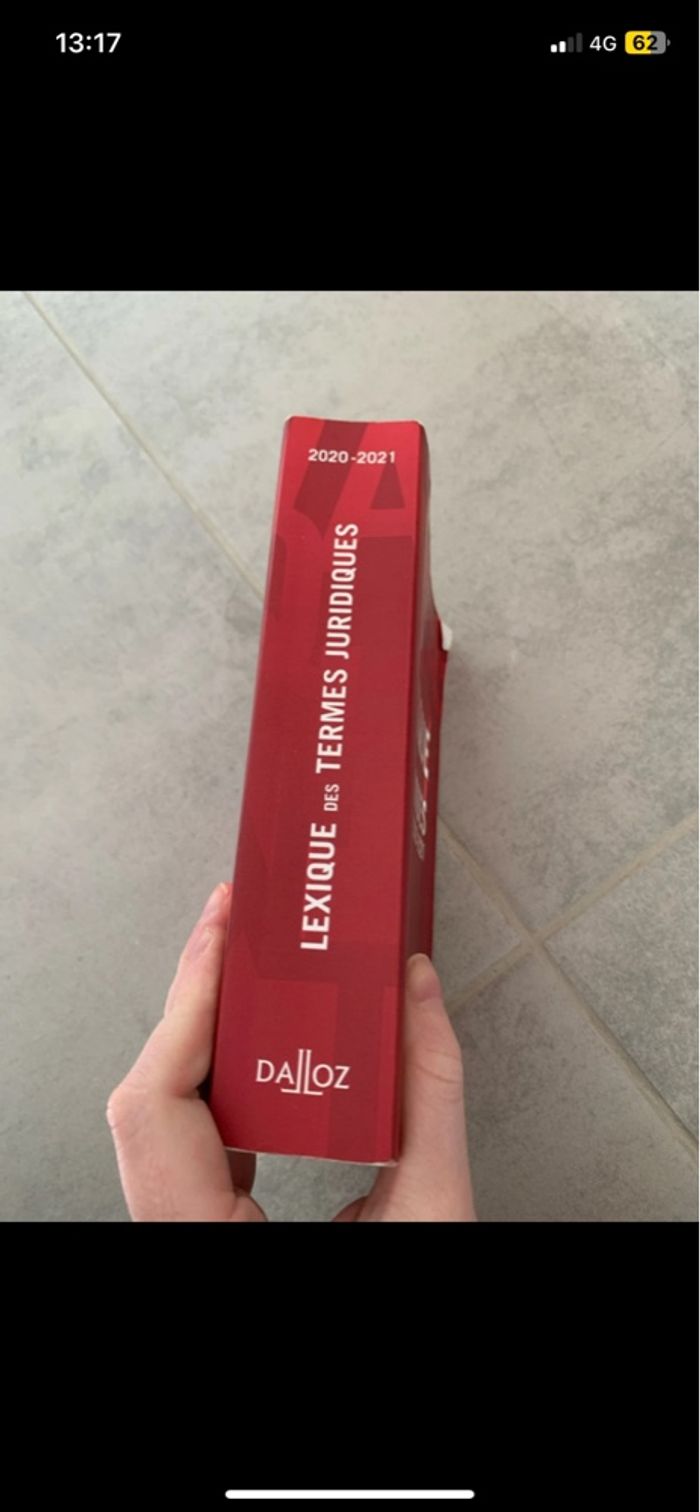 13:17
4G
62
2020-2021
LEXIQUE DES TERMES JURIDIQUES
DALLOZ